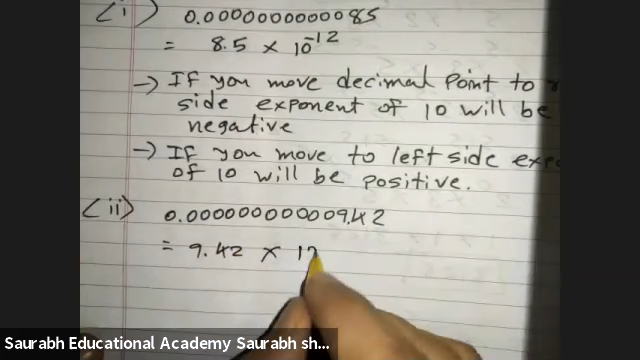 (i) 0.0000000000085
= 8.5 × 10⁻¹²
→ If you move decimal point to
side exponent of 10 will be
negative
→ If you move to left side
of 10 will be positive.
(ii) 0.00000000000942
= 9.42 ×
Saurabh Educational Academy Saurabh sh...